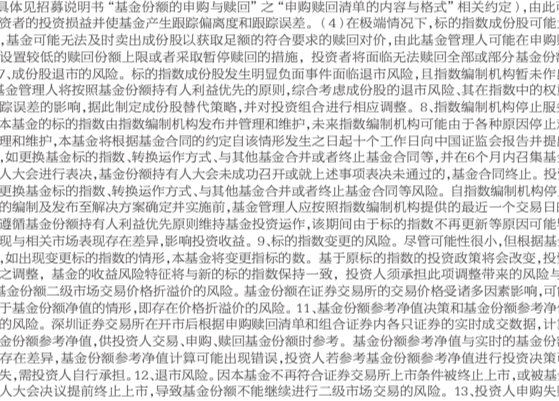 具体见招募说明书“基金份额的申购与赎回”之“申购赎回清单的内容与格式”相关约定),由此可
资者的投资损益并使基金产生跟踪偏离度和跟踪误差。(4)在极端情况下,标的指数成份股可能
,基金可能无法及时卖出成份股以获取足额的符合要求的赎回对价,由此基金管理人可能在申购
设置较低的赎回份额上限或者采取暂停赎回的措施, 投资者将面临无法赎回全部或部分基金份额
7、成份股退市的风险。标的指数成份股发生明显负面事件面临退市风险,且指数编制机构暂未作
基金管理人将按照基金份额持有人利益优先的原则,综合考虑成份股的退市风险、其在指数中的权
踪误差的影响,据此制定成份股替代策略,并对投资组合进行相应调整。8、指数编制机构停止服
本基金的标的指数由指数编制机构发布并管理和维护,未来指数编制机构可能由于各种原因停止
理和维护,本基金将根据基金合同的约定自该情形发生之日起十个工作日向中国证监会报告并提
,如更换基金标的指数、转换运作方式、与其他基金合并或者终止基金合同等,并在6个月内召集基
人大会进行表决,基金份额持有人大会未成功召开或就上述事项表决未通过的,基金合同终止。投
更换基金标的指数、转换运作方式、与其他基金合并或者终止基金合同等风险。自指数编制机构停
的编制及发布至解决方案确定并实施前,基金管理人应按照指数编制机构提供的最近一个交易日
遵循基金份额持有人利益优先原则维持基金投资运作,该期间由于标的指数不再更新等原因可能
现与相关市场表现存在差异,影响投资收益。9、标的指数变更的风险。尽管可能性很小,但根据基
,如出现变更标的指数的情形,本基金将变更标的指数。基于原标的指数的投资政策将会改变,投
之调整, 基金的收益风险特征将与新的标的指数保持一致, 投资人须承担此项调整带来的风险与
基金份额二级市场交易价格折溢价的风险。基金份额在证券交易所的交易价格受诸多因素影响,可
于基金份额净值的情形,即存在价格折溢价的风险。11、基金份额参考净值决策和基金份额参考净
的风险。深圳证券交易所在开市后根据申购赎回清单和组合证券内各只证券的实时成交数据,计
金份额参考净值,供投资人交易、申购、赎回基金份额时参考。基金份额参考净值与实时的基金份
存在差异,基金份额参考净值计算可能出现错误,投资人若参考基金份额参考净值进行投资决策可
失,需投资人自行承担。12、退市风险。因本基金不再符合证券交易所上市条件被终止上市,或被基
人大会决议提前终止上市,导致基金份额不能继续进行二级市场交易的风险。13、投资人申购失